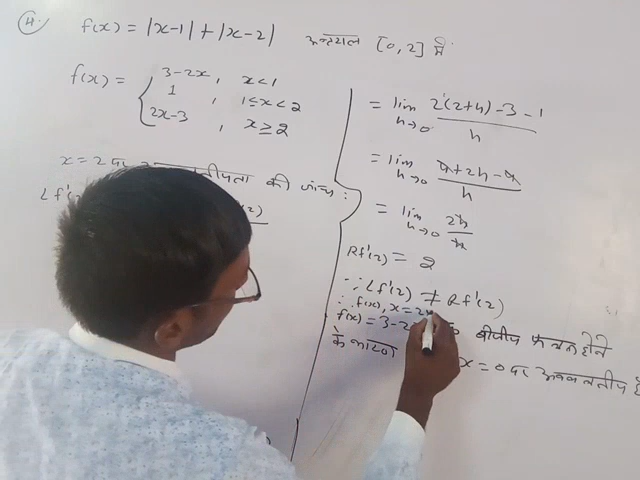 4. f(x) = |x-1| + |x-2| अन्तराल [0, 2] में
f(x) = { 3-2x, x<1
1 , 1≤x<2
2x-3 , x≥2
x = 2 पर की जांच :
= lim h→0 2(2+h) - 3 - 1 / h
= lim h→0 4+2h-4 / h
= lim h→0 2h / h
Rf'(2) = 2
∵ Lf'(2) ≠ Rf'(2)
∴ f(x), x = 2
f(x) = 3-2 होने
के कारण x = 0 पर अवकलनीय है